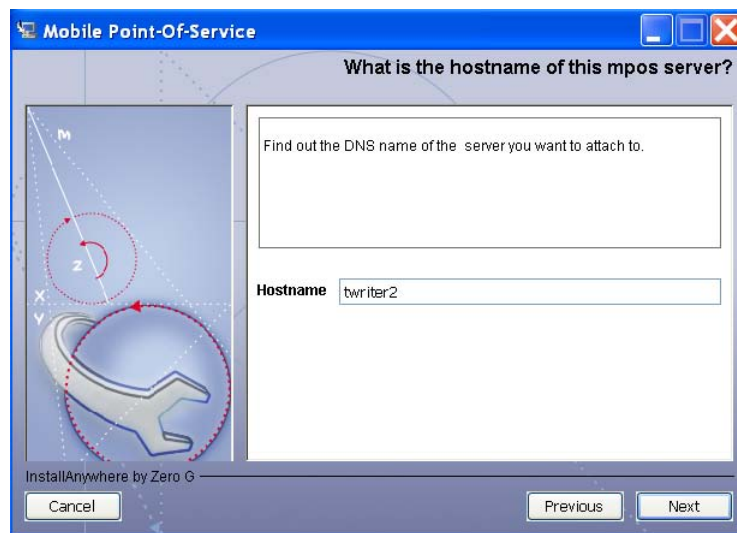 Mobile Point-Of-Service
What is the hostname of this mpos server?
M
Z
X
Y
Find out the DNS name of the server you want to attach to.
Hostname twriter2
InstallAnywhere by Zero G
Cancel Previous Next